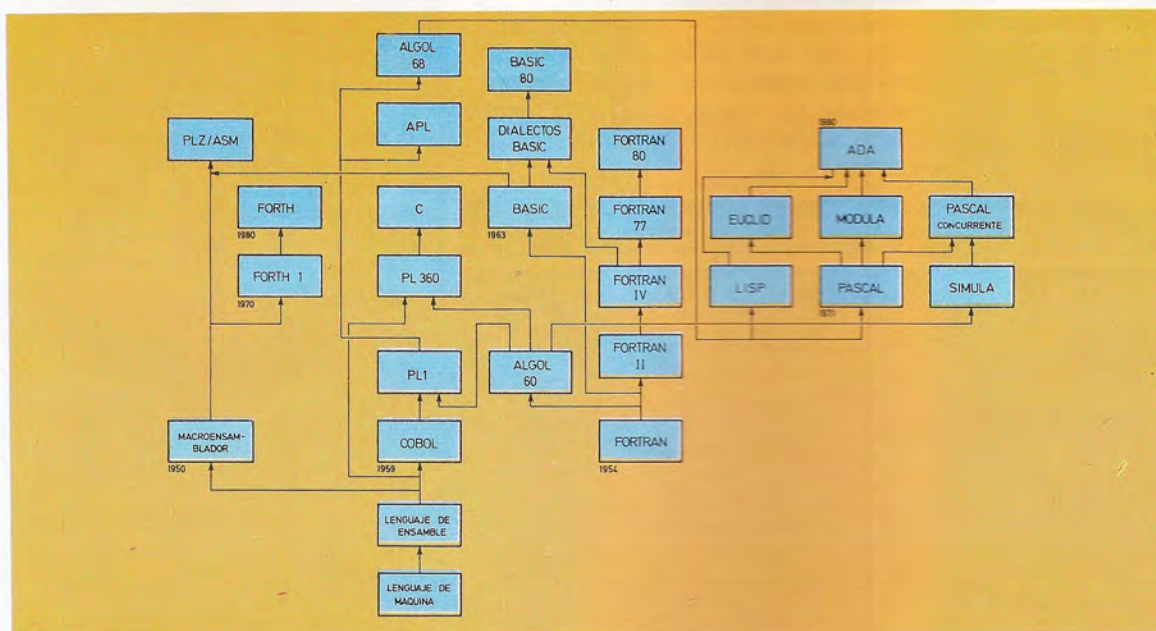 ALGOL
68
BASIC
80
PLZ/ASM
APL
DIALECTOS
BASIC
FORTRAN
80
1980
ADA
FORTH
1980
C
BASIC
1963
FORTRAN
77
EUCLID
MODULA
PASCAL
CONCURRENTE
FORTH 1
1970
PL 360
FORTRAN
IV
LISP
PASCAL
1971
SIMULA
PL1
ALGOL
60
FORTRAN
II
MACROENSAM-
BLADOR
1950
COBOL
1959
FORTRAN
1954
LENGUAJE DE
ENSAMBLE
LENGUAJE DE
MAQUINA